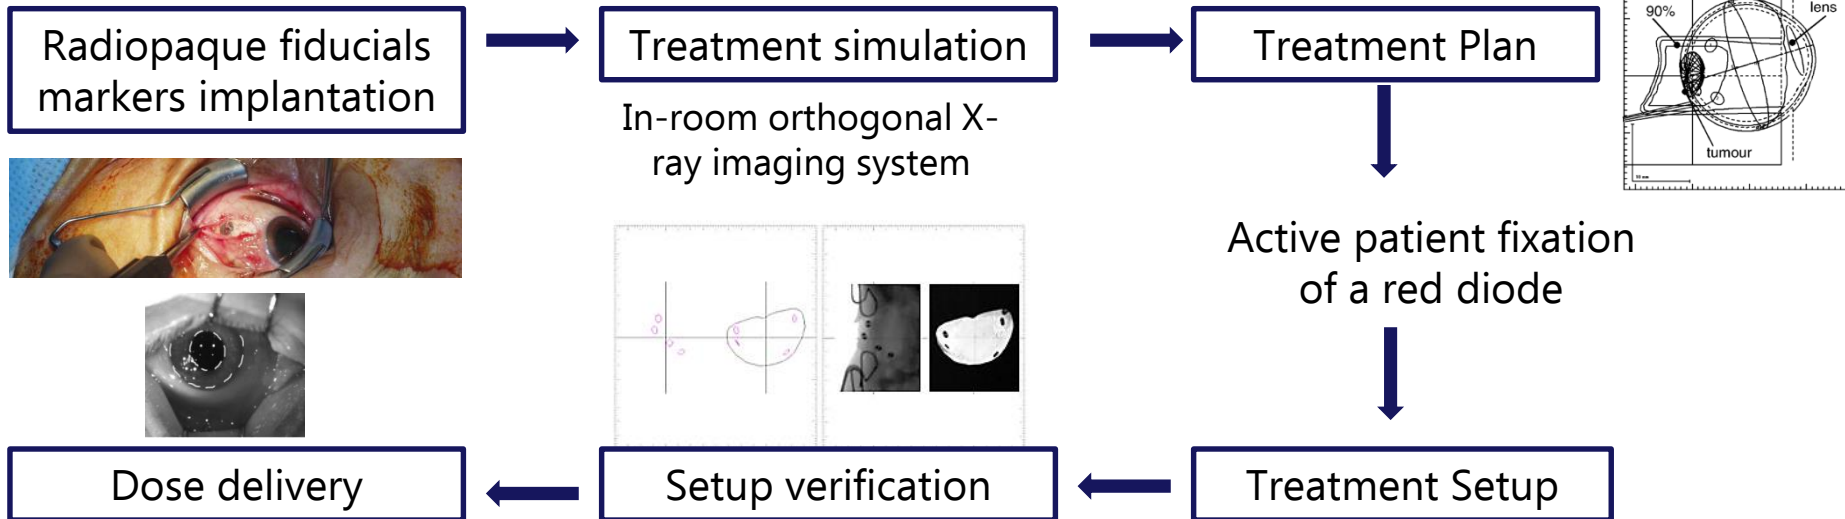 Radiopaque fiducials
markers implantation
Treatment simulation
Treatment Plan
90%
lens
tumour
In-room orthogonal X-
ray imaging system
Active patient fixation
of a red diode
Dose delivery
Setup verification
Treatment Setup